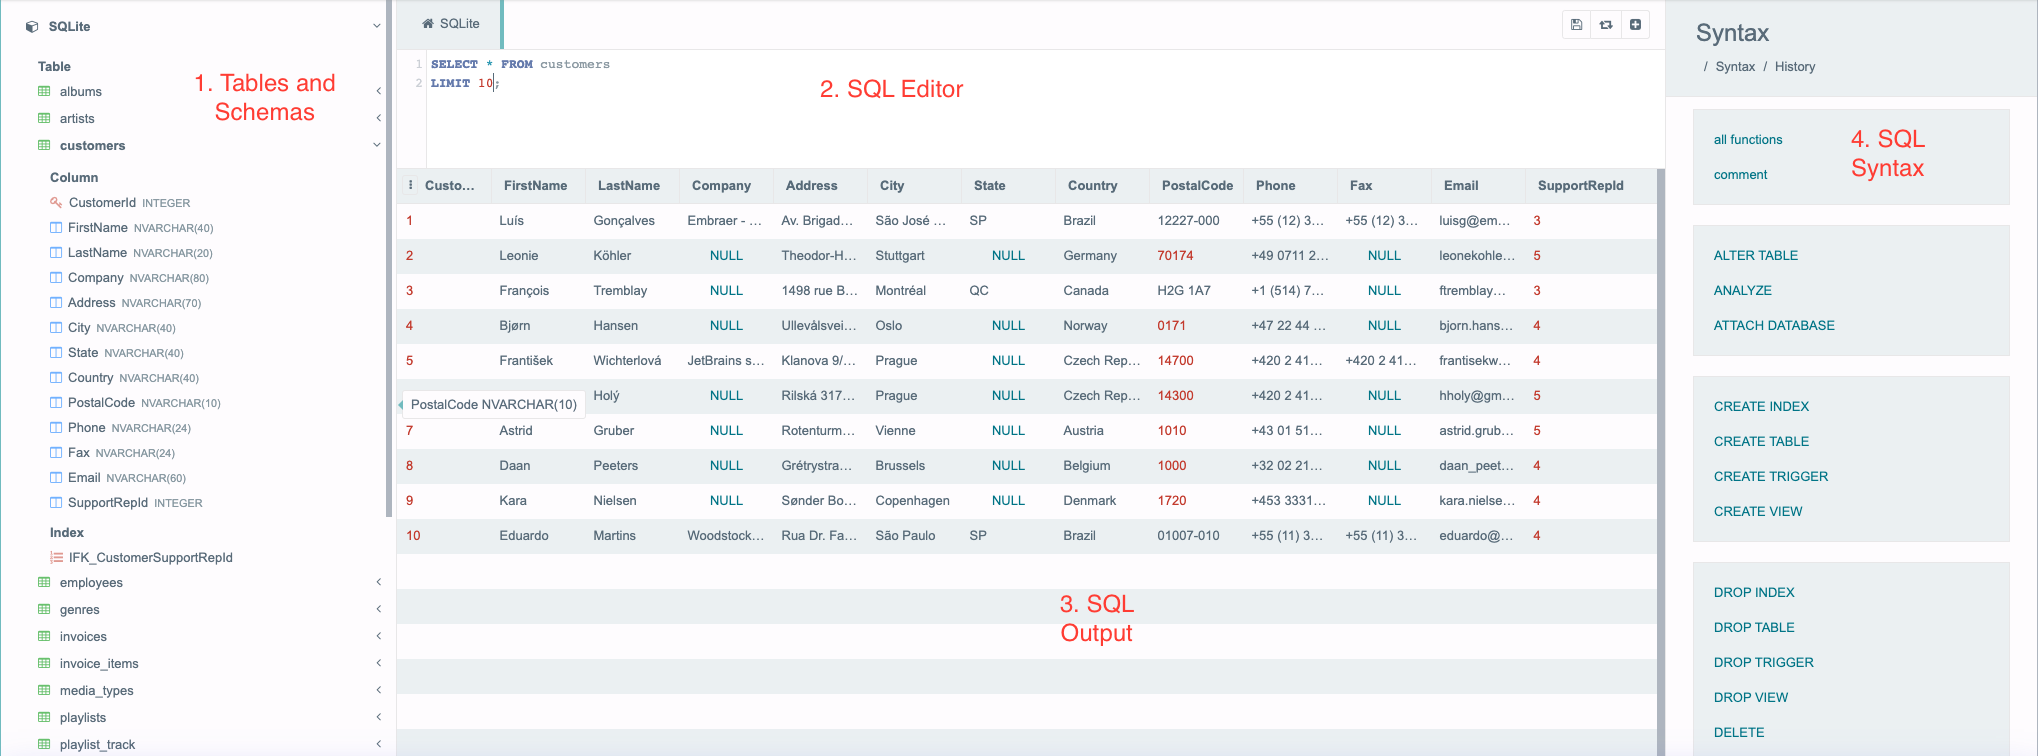 SQLite
Table
albums
artists
customers
Column
CustomerId INTEGER
FirstName NVARCHAR(40)
LastName NVARCHAR(20)
Company NVARCHAR(80)
Address NVARCHAR(70)
City NVARCHAR(40)
State NVARCHAR(40)
Country NVARCHAR(40)
PostalCode NVARCHAR(10)
Phone NVARCHAR(24)
Fax NVARCHAR(24)
Email NVARCHAR(60)
SupportRepId INTEGER
Index
IFK_CustomerSupportRepId
employees
genres
invoices
invoice_items
media_types
playlists
playlist_track
1. Tables and
Schemas
SQLite
1 SELECT * FROM customers
2 LIMIT 10;
2. SQL Editor
Custo... FirstName LastName Company Address City State Country PostalCode Phone Fax Email SupportRepId
1 Luís Gonçalves Embraer - ... Av. Brigad... São José ... SP Brazil 12227-000 +55 (12) 3... +55 (12) 3... luisg@em... 3
2 Leonie Köhler NULL Theodor-H... Stuttgart NULL Germany 70174 +49 0711 2... NULL leonekohle... 5
3 François Tremblay NULL 1498 rue B... Montréal QC Canada H2G 1A7 +1 (514) 7... NULL ftremblay... 3
4 Bjørn Hansen NULL Ullevålsvei... Oslo NULL Norway 0171 +47 22 44 ... NULL bjorn.hans... 4
5 František Wichterlová JetBrains s... Klanova 9/... Prague NULL Czech Rep... 14700 +420 2 41... +420 2 41... frantisekw... 4
PostalCode NVARCHAR(10) Holý NULL Rilská 317... Prague NULL Czech Rep... 14300 +420 2 41... NULL hholy@gm... 5
7 Astrid Gruber NULL Rotenturm... Vienne NULL Austria 1010 +43 01 51... NULL astrid.grub... 5
8 Daan Peeters NULL Grétrystra... Brussels NULL Belgium 1000 +32 02 21... NULL daan_peet... 4
9 Kara Nielsen NULL Sønder Bo... Copenhagen NULL Denmark 1720 +453 3331... NULL kara.nielse... 4
10 Eduardo Martins Woodstock... Rua Dr. Fa... São Paulo SP Brazil 01007-010 +55 (11) 3... +55 (11) 3... eduardo@... 4
3. SQL
Output
Syntax
/ Syntax / History
all functions
comment
4. SQL
Syntax
ALTER TABLE
ANALYZE
ATTACH DATABASE
CREATE INDEX
CREATE TABLE
CREATE TRIGGER
CREATE VIEW
DROP INDEX
DROP TABLE
DROP TRIGGER
DROP VIEW
DELETE